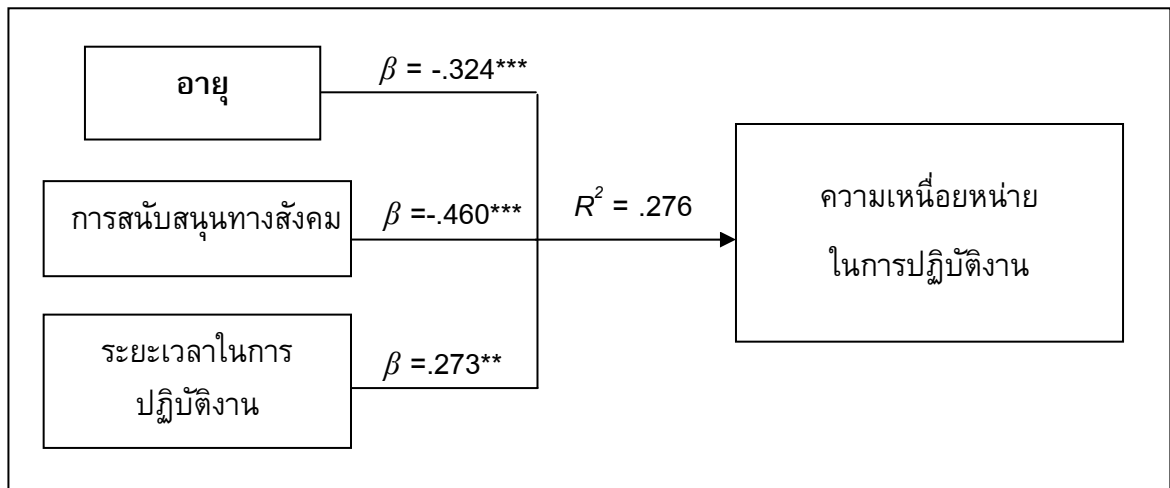 อายุ
β = -.324***
การสนับสนุนทางสังคม
β =-.460***
R² = .276
ความเหนื่อยหน่าย
ในการปฏิบัติงาน
ระยะเวลาในการ
ปฏิบัติงาน
β =.273**